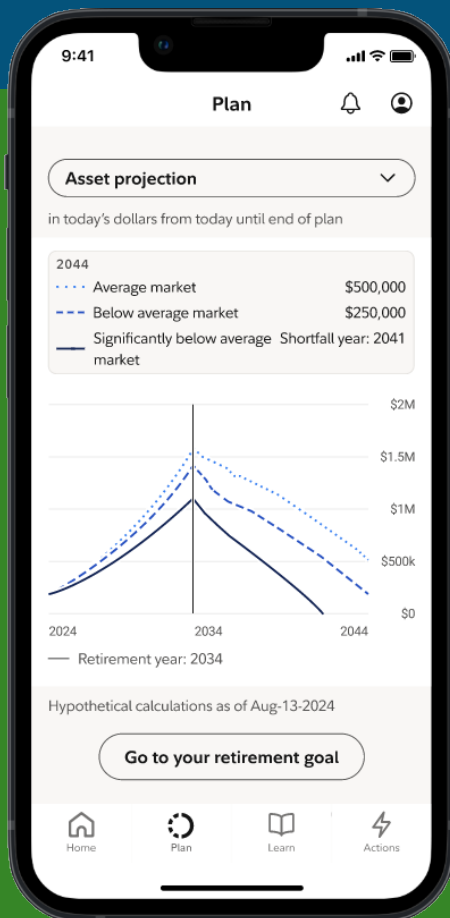 9:41
Plan
Asset projection
in today's dollars from today until end of plan
2044
Average market $500,000
Below average market $250,000
Significantly below average Shortfall year: 2041
market
$2M
$1.5M
$1M
$500k
$0
2024 2034 2044
Retirement year: 2034
Hypothetical calculations as of Aug-13-2024
Go to your retirement goal
Home Plan Learn Actions